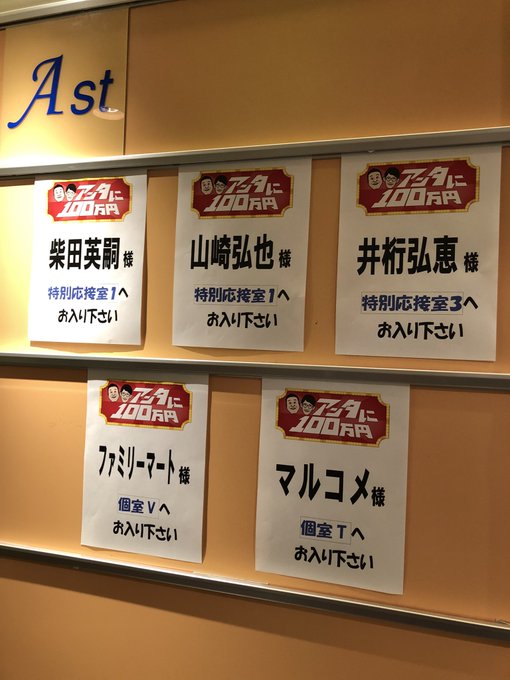 Ast
アンタに
100万円
柴田英嗣 様
特別応接室1へ
お入り下さい
アンタに
100万円
山崎弘也 様
特別応接室1へ
お入り下さい
アンタに
100万円
井桁弘恵 様
特別応接室3へ
お入り下さい
アンタに
100万円
ファミリーマート 様
個室Vへ
お入り下さい
アンタに
100万円
マルコメ 様
個室Tへ
お入り下さい